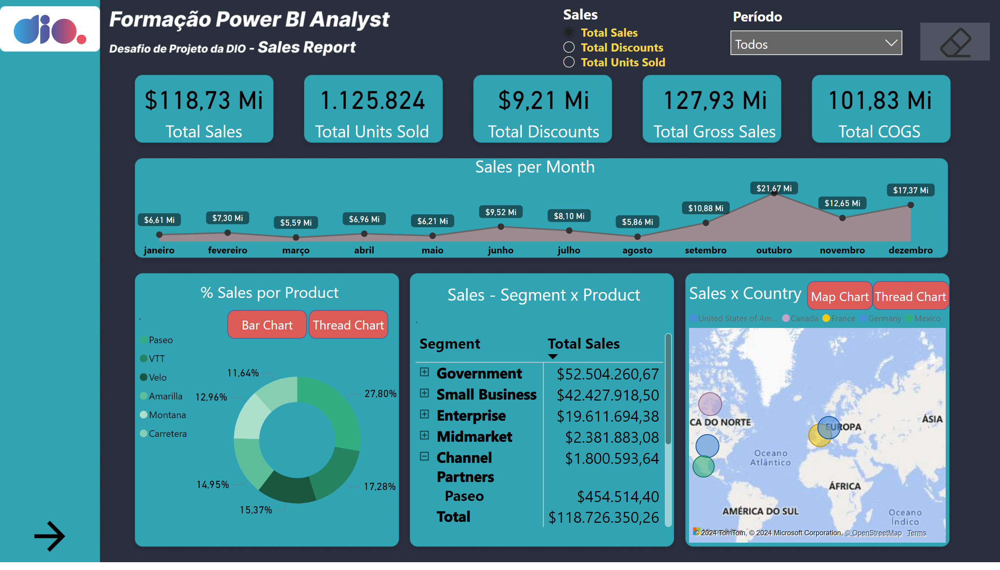 dio.
Formação Power BI Analyst
Desafio de Projeto da DIO - Sales Report
Sales
Total Sales
Total Discounts
Total Units Sold
Período
Todos
$118,73 Mi
Total Sales
1.125.824
Total Units Sold
$9,21 Mi
Total Discounts
127,93 Mi
Total Gross Sales
101,83 Mi
Total COGS
Sales per Month
$6,61 Mi
$7,30 Mi
$5,59 Mi
$6,96 Mi
$6,21 Mi
$9,52 Mi
$8,10 Mi
$5,86 Mi
$10,88 Mi
$21,67 Mi
$12,65 Mi
$17,37 Mi
janeiro fevereiro março abril maio junho julho agosto setembro outubro novembro dezembro
% Sales por Product
.
Bar Chart
Thread Chart
Paseo
VTT
Velo
Amarilla
Montana
Carretera
27,80%
17,28%
15,37%
14,95%
12,96%
11,64%
Sales - Segment x Product
.
Segment Total Sales
Government $52.504.260,67
Small Business $42.427.918,50
Enterprise $19.611.694,38
Midmarket $2.381.883,08
Channel $1.800.593,64
Partners
Paseo $454.514,40
Total $118.726.350,26
Sales x Country
Map Chart
Thread Chart
United States of Am... Canada France Germany Mexico
CA DO NORTE
EUROPA
ÁSIA
Oceano
Atlântico
ÁFRICA
AMÉRICA DO SUL
Oceano
Índico
Microsoft Bing
© 2024 TomTom, © 2024 Microsoft Corporation, © OpenStreetMap Terms